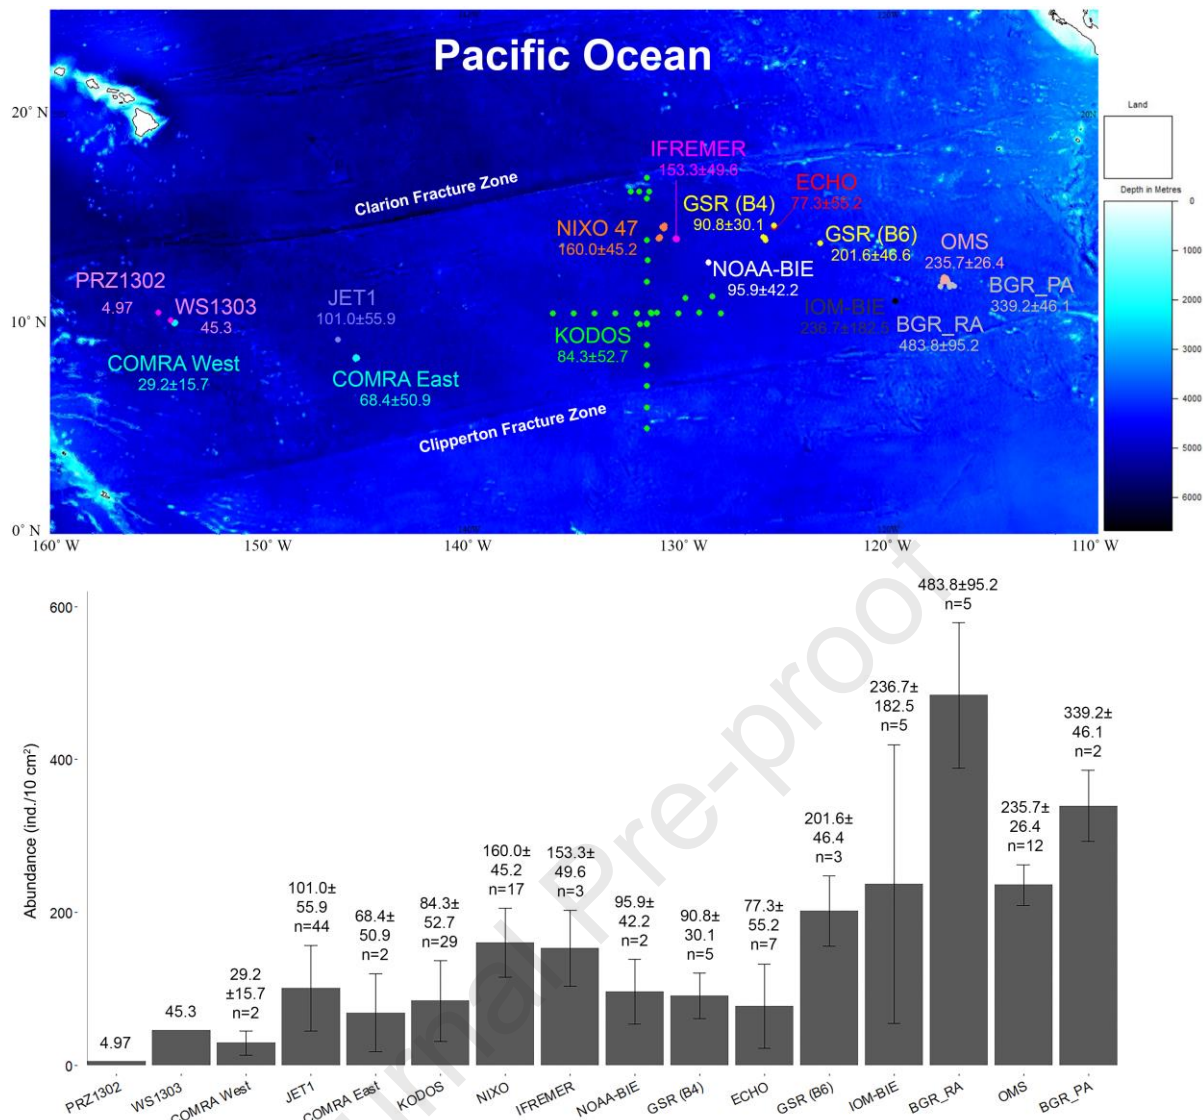 Pacific Ocean
20° N
10° N
0° N
160° W
150° W
140° W
130° W
120° W
110° W
Clarion Fracture Zone
Clipperton Fracture Zone
PRZ1302
4.97
WS1303
45.3
COMRA West
29.2±15.7
JET1
101.0±55.9
COMRA East
68.4±50.9
IFREMER
153.3±49.6
NIXO 47
160.0±45.2
KODOS
84.3±52.7
GSR (B4)
90.8±30.1
ECHO
77.3±55.2
NOAA-BIE
95.9±42.2
GSR (B6)
201.6±46.6
IOM-BIE
236.7±182.5
OMS
235.7±26.4
BGR_PA
339.2±46.1
BGR_RA
483.8±95.2
Land
Depth in Metres
0
1000
2000
3000
4000
5000
6000
Abundance (ind./10 cm²)
600
400
200
0
4.97
45.3
29.2
±15.7
n=2
101.0±
55.9
n=44
68.4±
50.9
n=2
84.3±
52.7
n=29
160.0±
45.2
n=17
153.3±
49.6
n=3
95.9±
42.2
n=2
90.8±
30.1
n=5
77.3±
55.2
n=7
201.6±
46.4
n=3
236.7±
182.5
n=5
483.8±95.2
n=5
235.7±
26.4
n=12
339.2±
46.1
n=2
PRZ1302
WS1303
COMRA West
JET1
COMRA East
KODOS
NIXO
IFREMER
NOAA-BIE
GSR (B4)
ECHO
GSR (B6)
IOM-BIE
BGR_RA
OMS
BGR_PA
Pre-proof